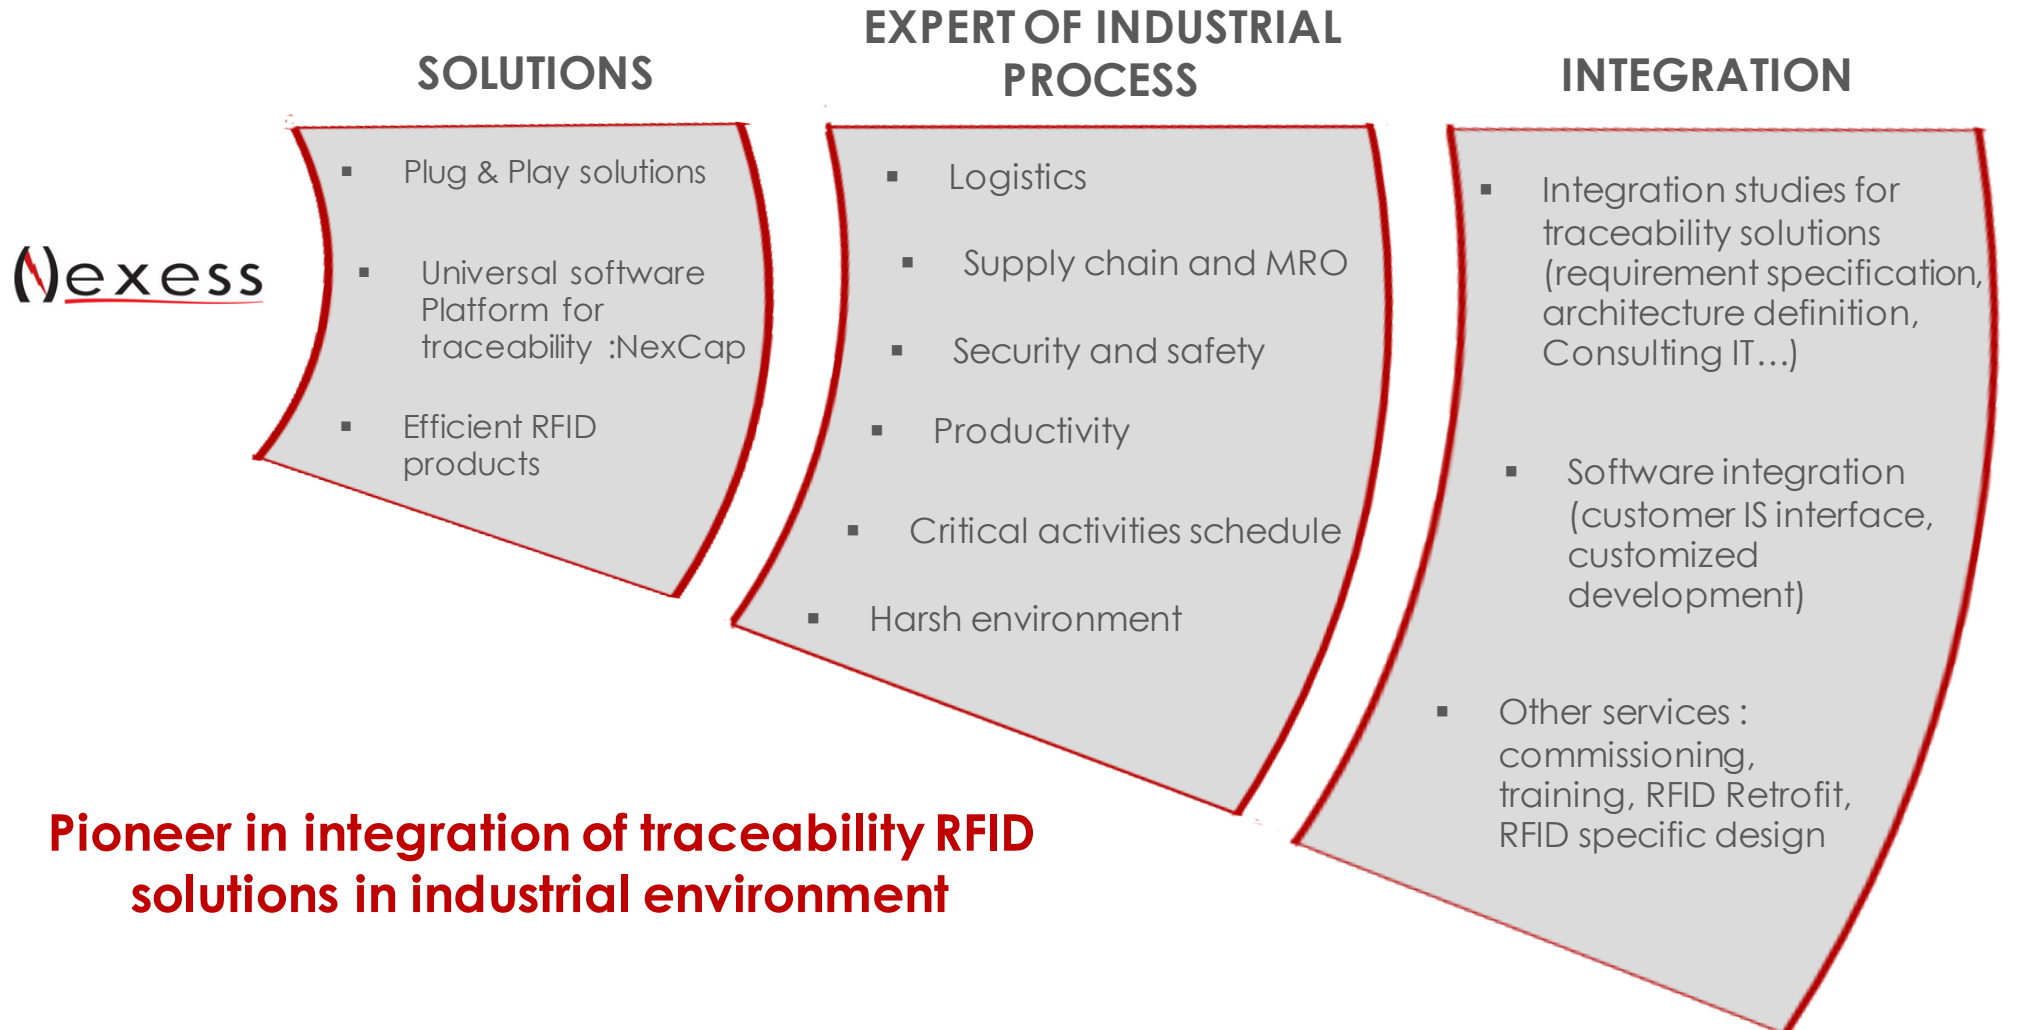 Nexess
SOLUTIONS
Plug & Play solutions
Universal software
Platform for
traceability :NexCap
Efficient RFID
products
EXPERT OF INDUSTRIAL
PROCESS
Logistics
Supply chain and MRO
Security and safety
Productivity
Critical activities schedule
Harsh environment
INTEGRATION
Integration studies for
traceability solutions
(requirement specification,
architecture definition,
Consulting IT…)
Software integration
(customer IS interface,
customized
development)
Other services :
commissioning,
training, RFID Retrofit,
RFID specific design
Pioneer in integration of traceability RFID
solutions in industrial environment